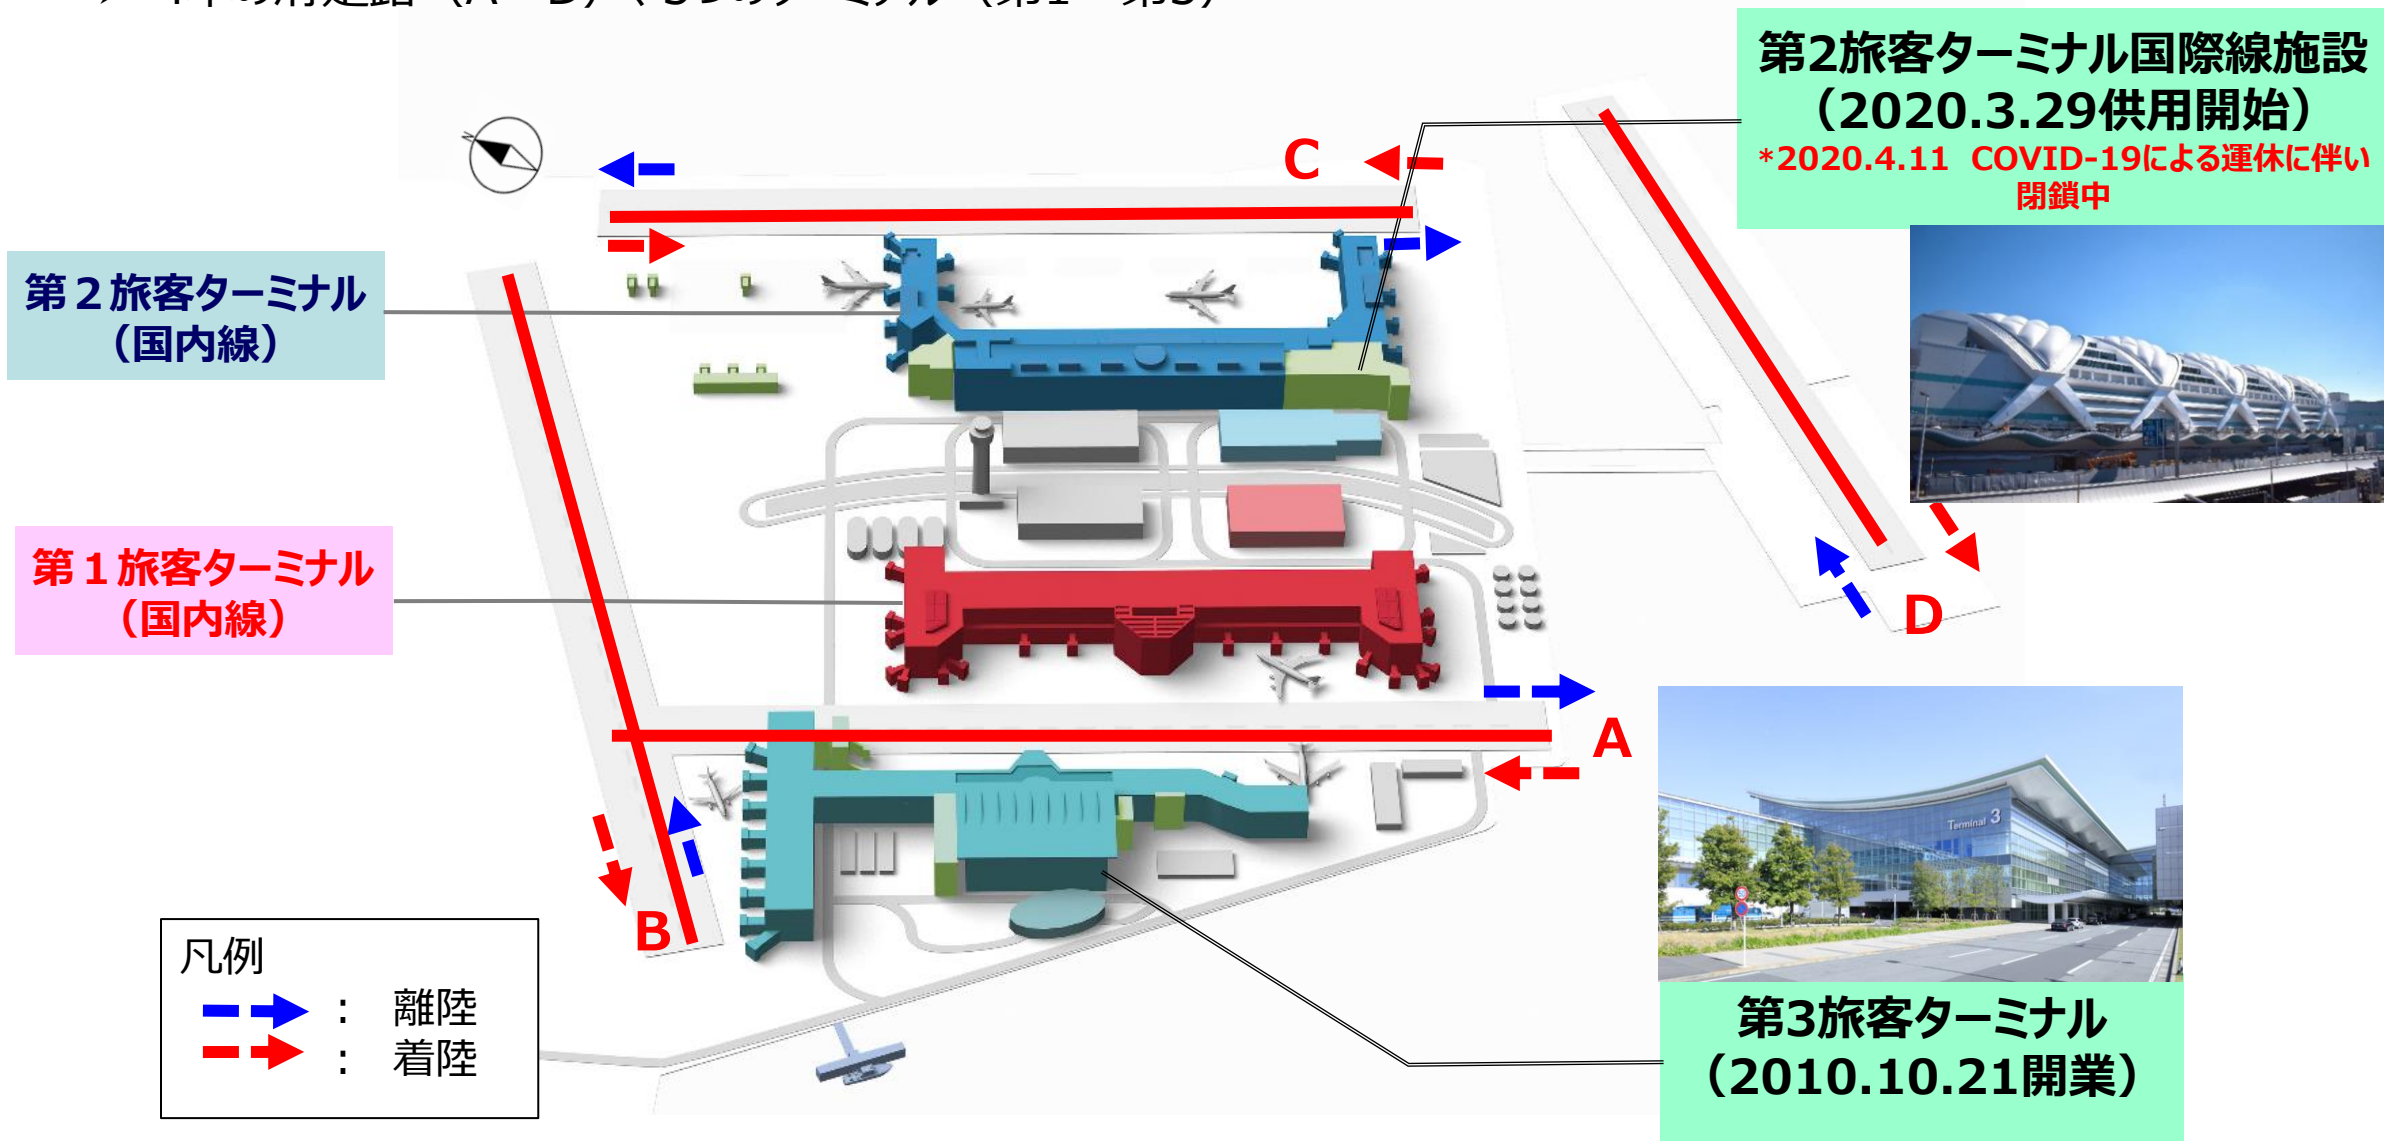 第2旅客ターミナル国際線施設
（2020.3.29供用開始）
*2020.4.11 COVID-19による運休に伴い
閉鎖中
N
C
第２旅客ターミナル
（国内線）
第１旅客ターミナル
（国内線）
D
A
Terminal 3
B
凡例
： 離陸
： 着陸
第3旅客ターミナル
（2010.10.21開業）